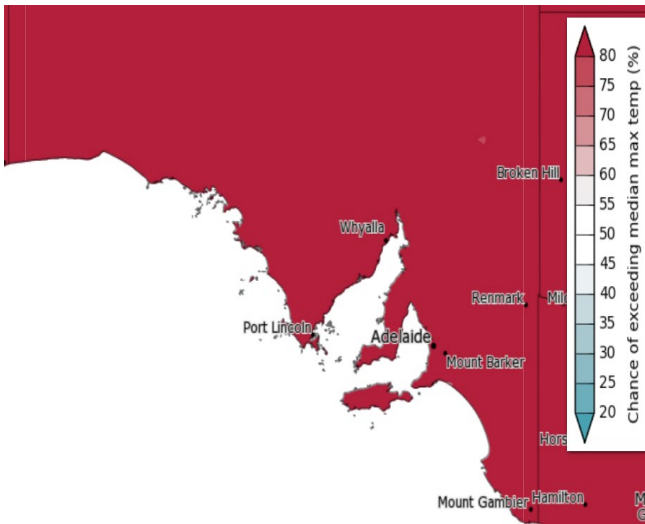 Broken Hill
Whyalla
Renmark
Port Lincoln
Adelaide
Mount Barker
Mount Gambier
Hamilton
80
75
70
65
60
55
50
45
40
35
30
25
20
Chance of exceeding median max temp (%)